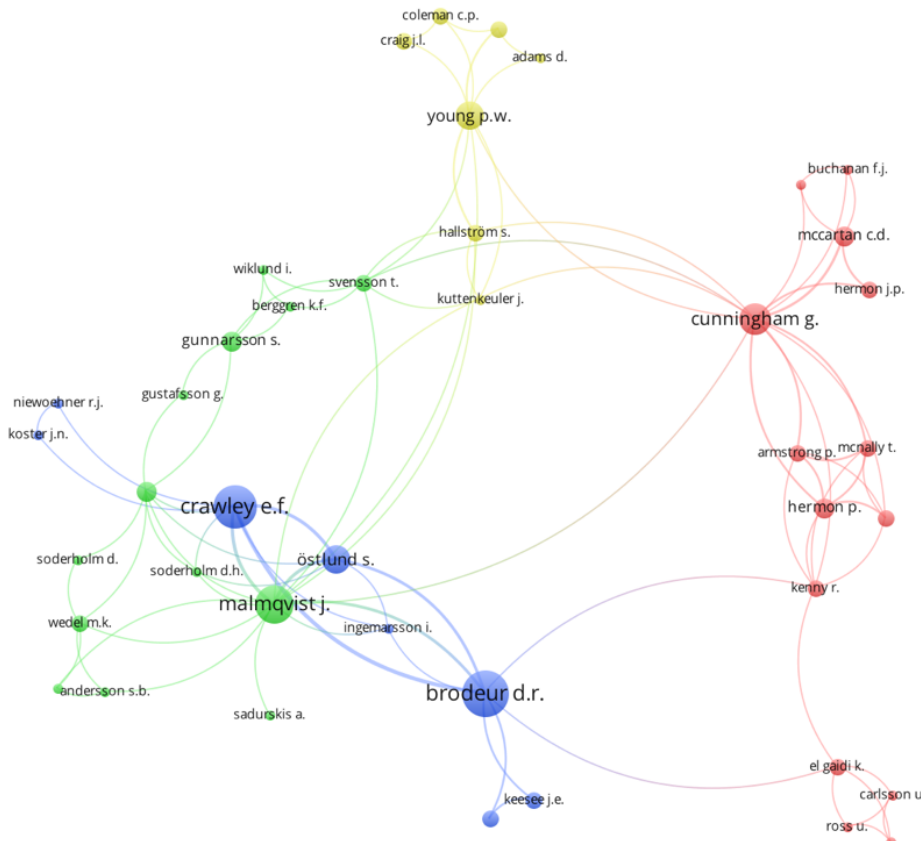 coleman c.p.
craig j.l.
adams d.
young p.w.
buchanan f.j.
hallström s.
mccartan c.d.
wiklund i.
svensson t.
hermon j.p.
berggren k.f.
kuttenkeuler j.
cunningham g.
gunnarsson s.
gustafsson g.
niewoehner r.j.
koster j.n.
armstrong p.
mcnally t.
crawley e.f.
hermon p.
soderholm d.
soderholm d.h.
östlund s.
kenny r.
malmqvist j.
wedel m.k.
ingemarsson i.
andersson s.b.
brodeur d.r.
sadurskis a.
el gaidi k.
carlsson u
keesee j.e.
ross u.